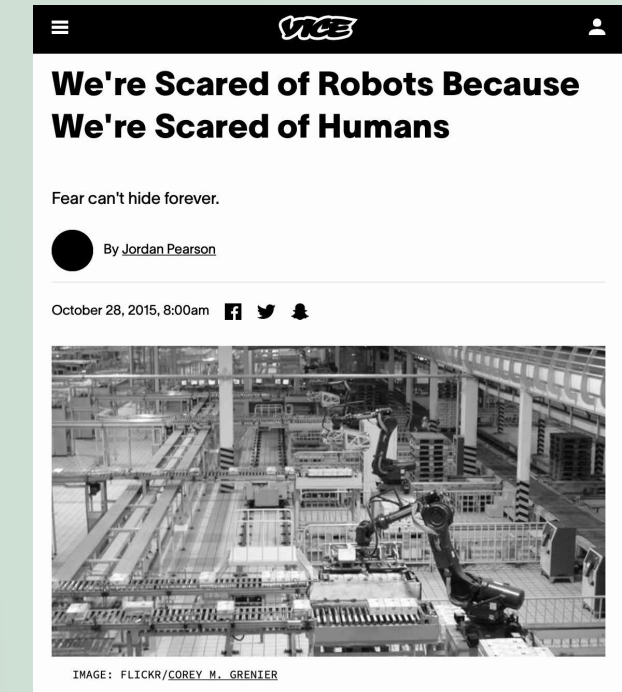 VICE
We're Scared of Robots Because
We're Scared of Humans
Fear can't hide forever.
By Jordan Pearson
October 28, 2015, 8:00am
IMAGE: FLICKR/COREY M. GRENIER